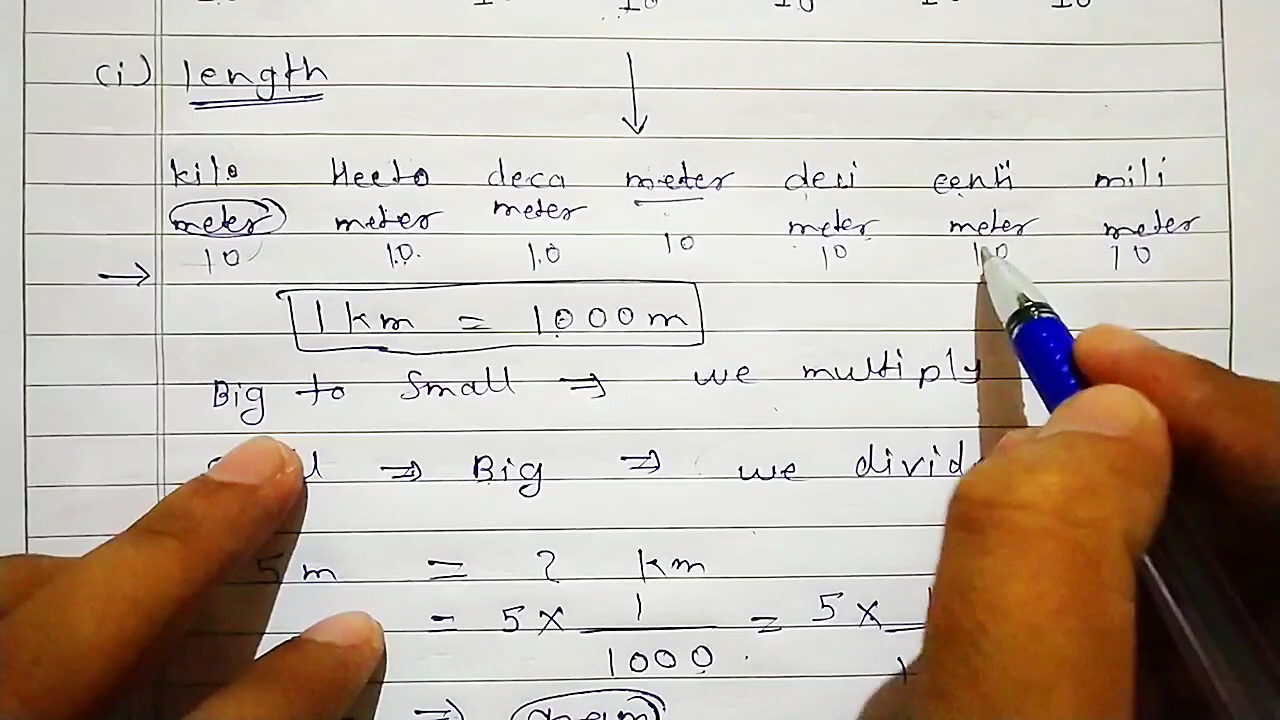 (i) length
kilo Hecto deca meter deci centi mili
meter meter meter meter meter meter
10 10 10 10 10 10 10
1 km = 1000 m
Big to Small ⇒ we multiply
⇒ Big ⇒ we divid
5 m = ? km
= 5 × 1/1000 = 5 ×
⇒